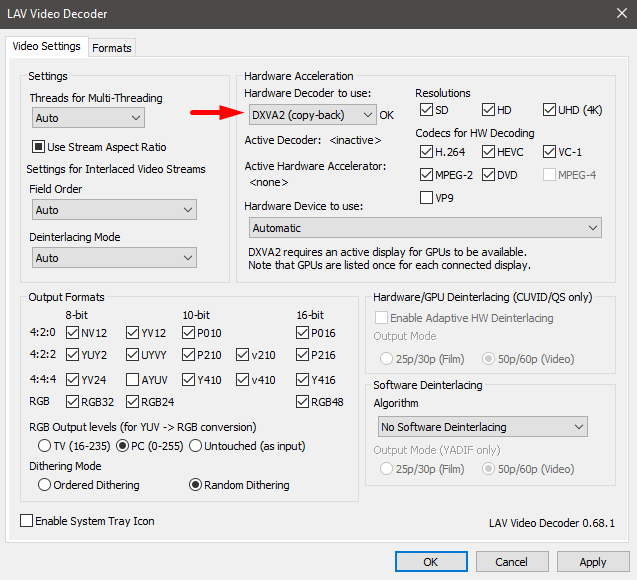 LAV Video Decoder
Video Settings
Formats
Settings
Threads for Multi-Threading
Auto
Use Stream Aspect Ratio
Settings for Interlaced Video Streams
Field Order
Auto
Deinterlacing Mode
Auto
Hardware Acceleration
Hardware Decoder to use:
DXVA2 (copy-back)
OK
Active Decoder: <inactive>
Active Hardware Accelerator:
<none>
Hardware Device to use:
Automatic
DXVA2 requires an active display for GPUs to be available.
Note that GPUs are listed once for each connected display.
Resolutions
SD HD UHD (4K)
Codecs for HW Decoding
H.264 HEVC VC-1
MPEG-2 DVD MPEG-4
VP9
Output Formats
8-bit 10-bit 16-bit
4:2:0 NV12 YV12 P010 P016
4:2:2 YUY2 UYVY P210 v210 P216
4:4:4 YV24 AYUV Y410 v410 Y416
RGB RGB32 RGB24 RGB48
RGB Output levels (for YUV -> RGB conversion)
TV (16-235) PC (0-255) Untouched (as input)
Dithering Mode
Ordered Dithering Random Dithering
Hardware/GPU Deinterlacing (CUVID/QS only)
Enable Adaptive HW Deinterlacing
Output Mode
25p/30p (Film) 50p/60p (Video)
Software Deinterlacing
Algorithm
No Software Deinterlacing
Output Mode (YADIF only)
25p/30p (Film) 50p/60p (Video)
Enable System Tray Icon
LAV Video Decoder 0.68.1
OK Cancel Apply